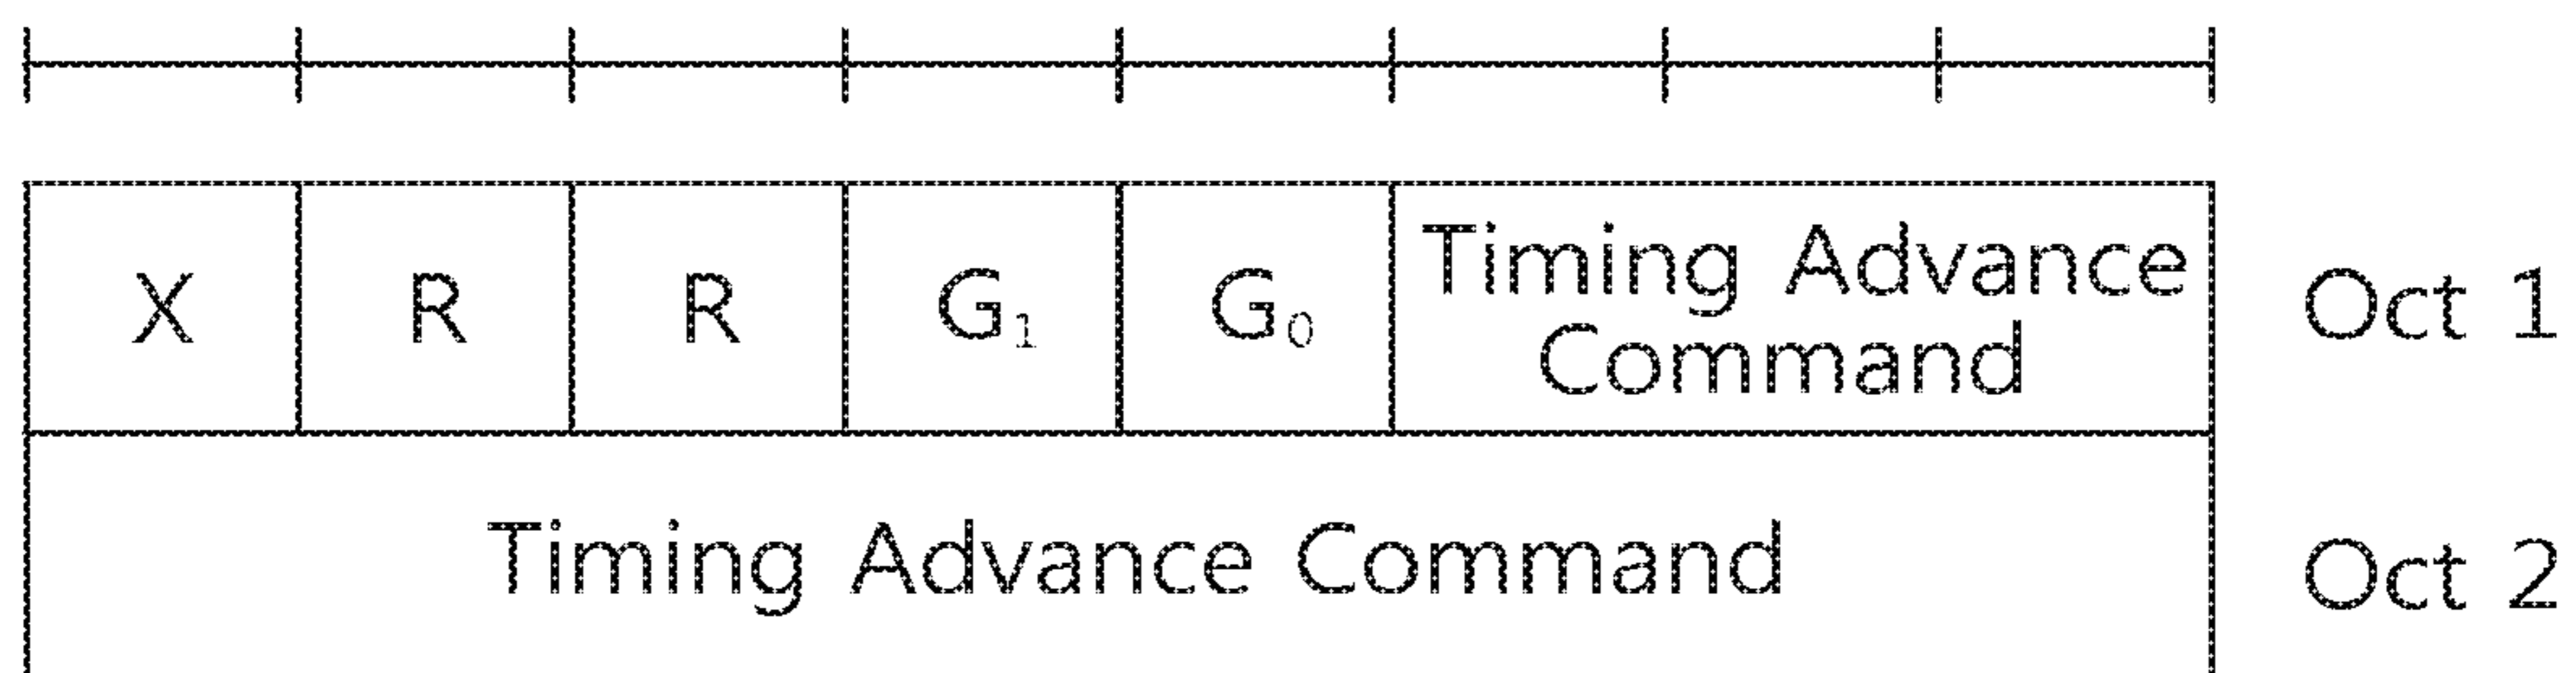 X R R G₁ G₀ Timing Advance Command Oct 1
Timing Advance Command Oct 2